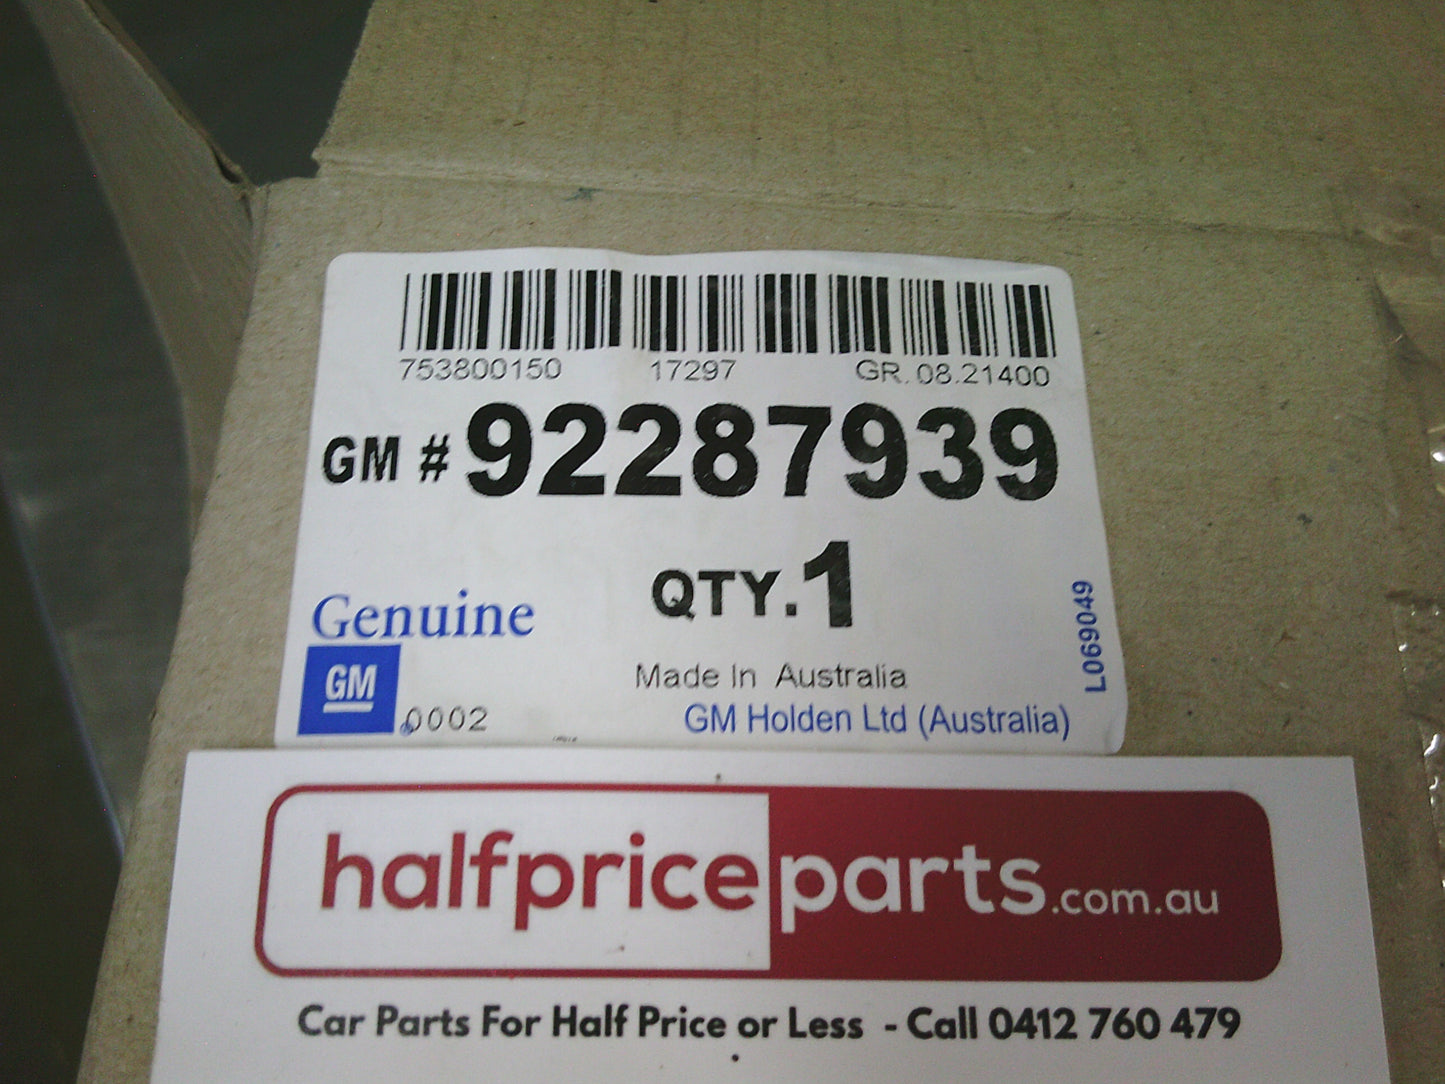 753800150 17297 GR. 08.21400
GM # 92287939
QTY. 1
Genuine
GM
0002
Made In Australia
GM Holden Ltd (Australia)
L069049
halfpriceparts.com.au
Car Parts For Half Price or Less - Call 0412 760 479